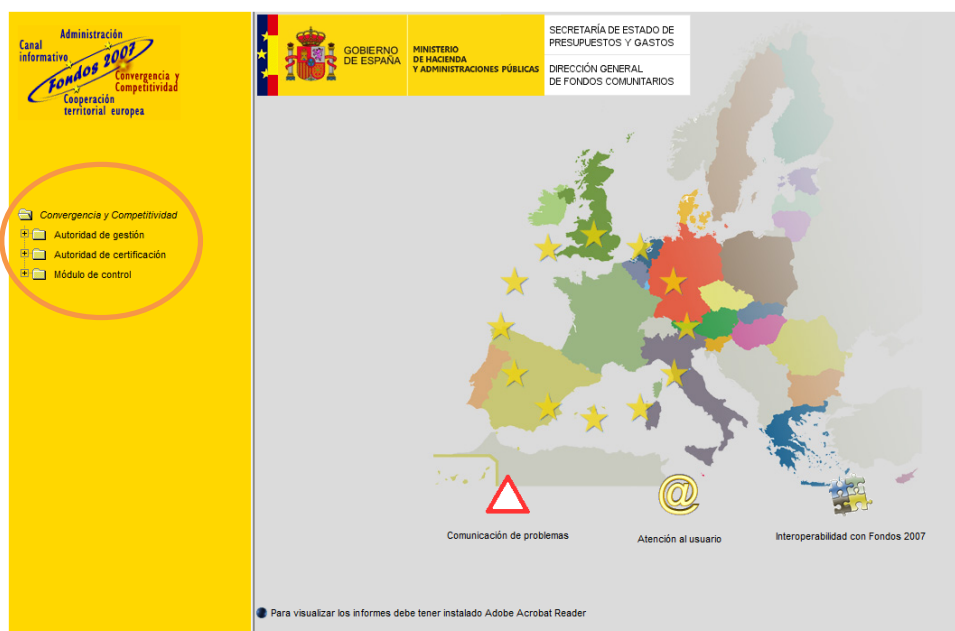 Administración
Canal
informativo
Fondos 2007
Convergencia y
Competitividad
Cooperación
territorial europea
GOBIERNO
DE ESPAÑA
MINISTERIO
DE HACIENDA
Y ADMINISTRACIONES PÚBLICAS
SECRETARÍA DE ESTADO DE
PRESUPUESTOS Y GASTOS
DIRECCIÓN GENERAL
DE FONDOS COMUNITARIOS
Convergencia y Competitividad
Autoridad de gestión
Autoridad de certificación
Módulo de control
@
Comunicación de problemas
Atención al usuario
Interoperabilidad con Fondos 2007
Para visualizar los informes debe tener instalado Adobe Acrobat Reader